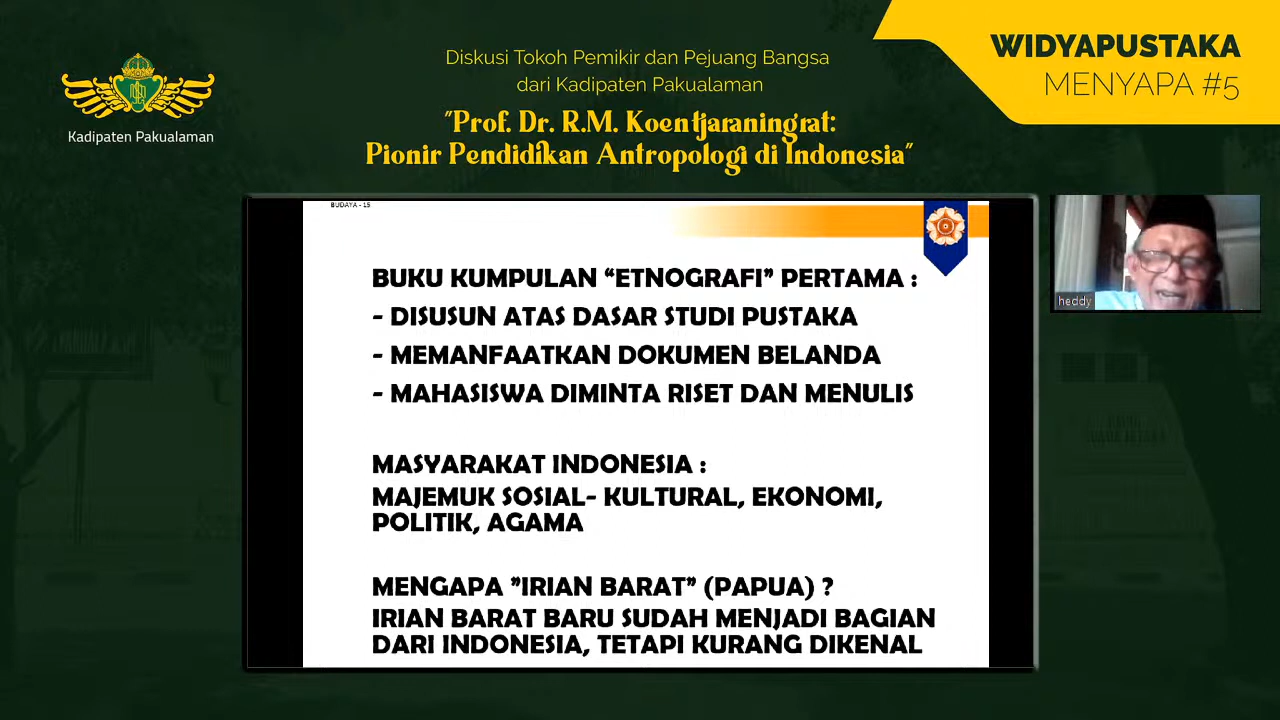 Diskusi Tokoh Pemikir dan Pejuang Bangsa
dari Kadipaten Pakualaman
"Prof. Dr. R.M. Koentjaraningrat:
Pionir Pendidikan Antropologi di Indonesia"
WIDYAPUSTAKA
MENYAPA #5
Kadipaten Pakualaman
BUDAYA - 15
BUKU KUMPULAN “ETNOGRAFI” PERTAMA :
- DISUSUN ATAS DASAR STUDI PUSTAKA
- MEMANFAATKAN DOKUMEN BELANDA
- MAHASISWA DIMINTA RISET DAN MENULIS
MASYARAKAT INDONESIA :
MAJEMUK SOSIAL- KULTURAL, EKONOMI,
POLITIK, AGAMA
MENGAPA ”IRIAN BARAT” (PAPUA) ?
IRIAN BARAT BARU SUDAH MENJADI BAGIAN
DARI INDONESIA, TETAPI KURANG DIKENAL
heddy